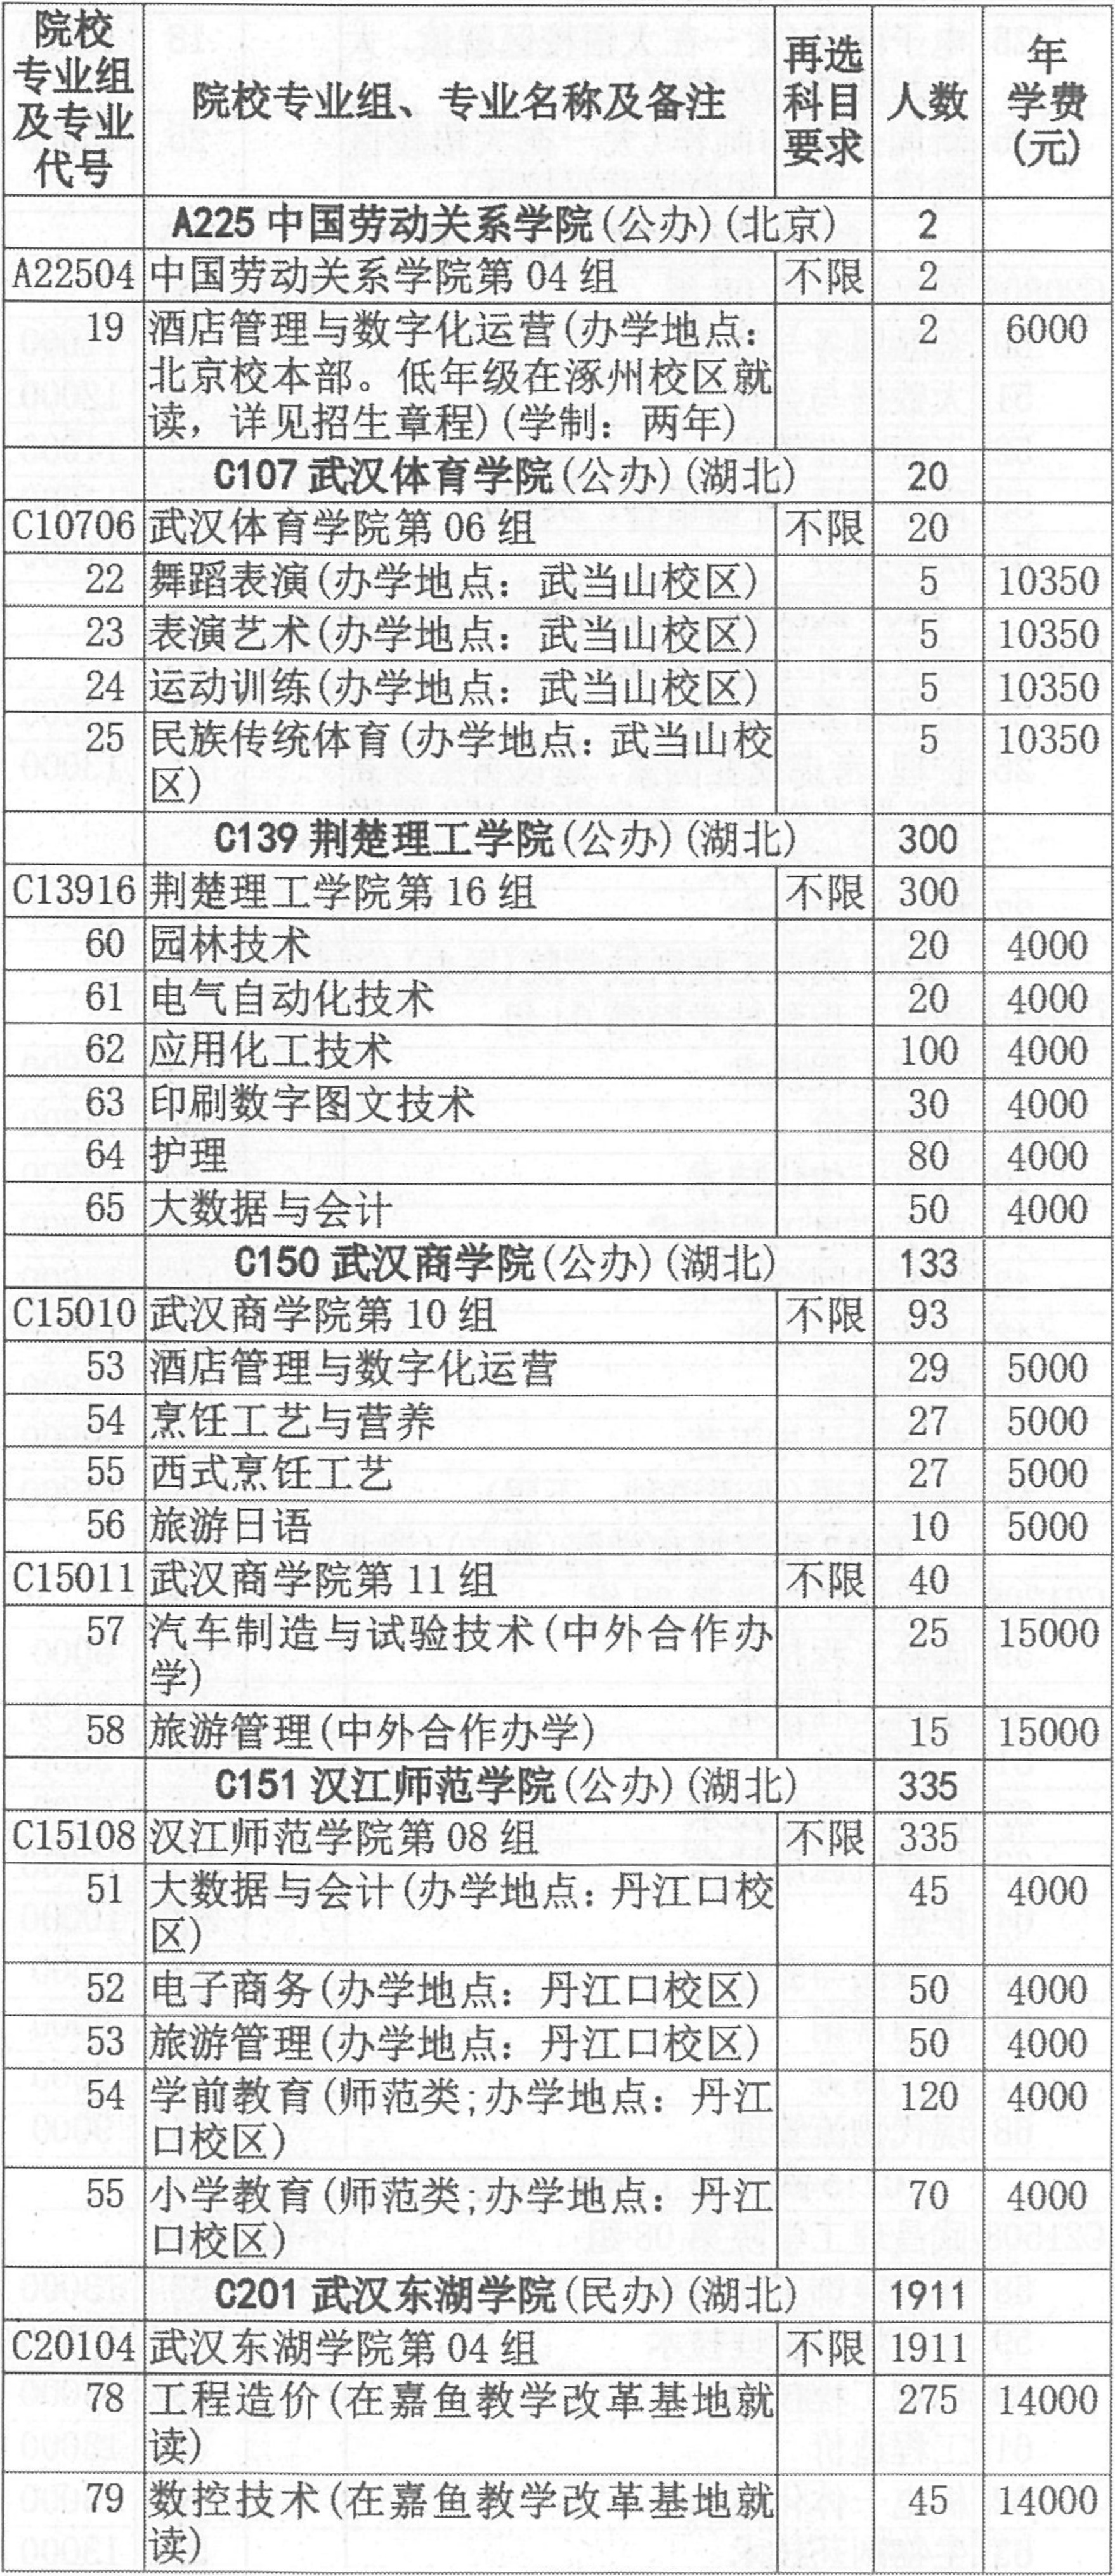 院校
专业组
及专业
代号
院校专业组、专业名称及备注
再选
科目
要求
人数
年
学费
(元)
A225 中国劳动关系学院(公办)(北京) 2
A22504 中国劳动关系学院第 04 组 不限 2
19 酒店管理与数字化运营(办学地点： 2 6000
北京校本部。低年级在涿州校区就
读，详见招生章程)(学制：两年)
C107 武汉体育学院(公办)(湖北) 20
C10706 武汉体育学院第 06 组 不限 20
22 舞蹈表演(办学地点：武当山校区) 5 10350
23 表演艺术(办学地点：武当山校区) 5 10350
24 运动训练(办学地点：武当山校区) 5 10350
25 民族传统体育(办学地点：武当山校 5 10350
区)
C139 荆楚理工学院(公办)(湖北) 300
C13916 荆楚理工学院第 16 组 不限 300
60 园林技术 20 4000
61 电气自动化技术 20 4000
62 应用化工技术 100 4000
63 印刷数字图文技术 30 4000
64 护理 80 4000
65 大数据与会计 50 4000
C150 武汉商学院(公办)(湖北) 133
C15010 武汉商学院第 10 组 不限 93
53 酒店管理与数字化运营 29 5000
54 烹饪工艺与营养 27 5000
55 西式烹饪工艺 27 5000
56 旅游日语 10 5000
C15011 武汉商学院第 11 组 不限 40
57 汽车制造与试验技术(中外合作办 25 15000
学)
58 旅游管理(中外合作办学) 15 15000
C151 汉江师范学院(公办)(湖北) 335
C15108 汉江师范学院第 08 组 不限 335
51 大数据与会计(办学地点：丹江口校 45 4000
区)
52 电子商务(办学地点：丹江口校区) 50 4000
53 旅游管理(办学地点：丹江口校区) 50 4000
54 学前教育(师范类;办学地点：丹江 120 4000
口校区)
55 小学教育(师范类;办学地点：丹江 70 4000
口校区)
C201 武汉东湖学院(民办)(湖北) 1911
C20104 武汉东湖学院第 04 组 不限 1911
78 工程造价(在嘉鱼教学改革基地就 275 14000
读)
79 数控技术(在嘉鱼教学改革基地就 45 14000
读)